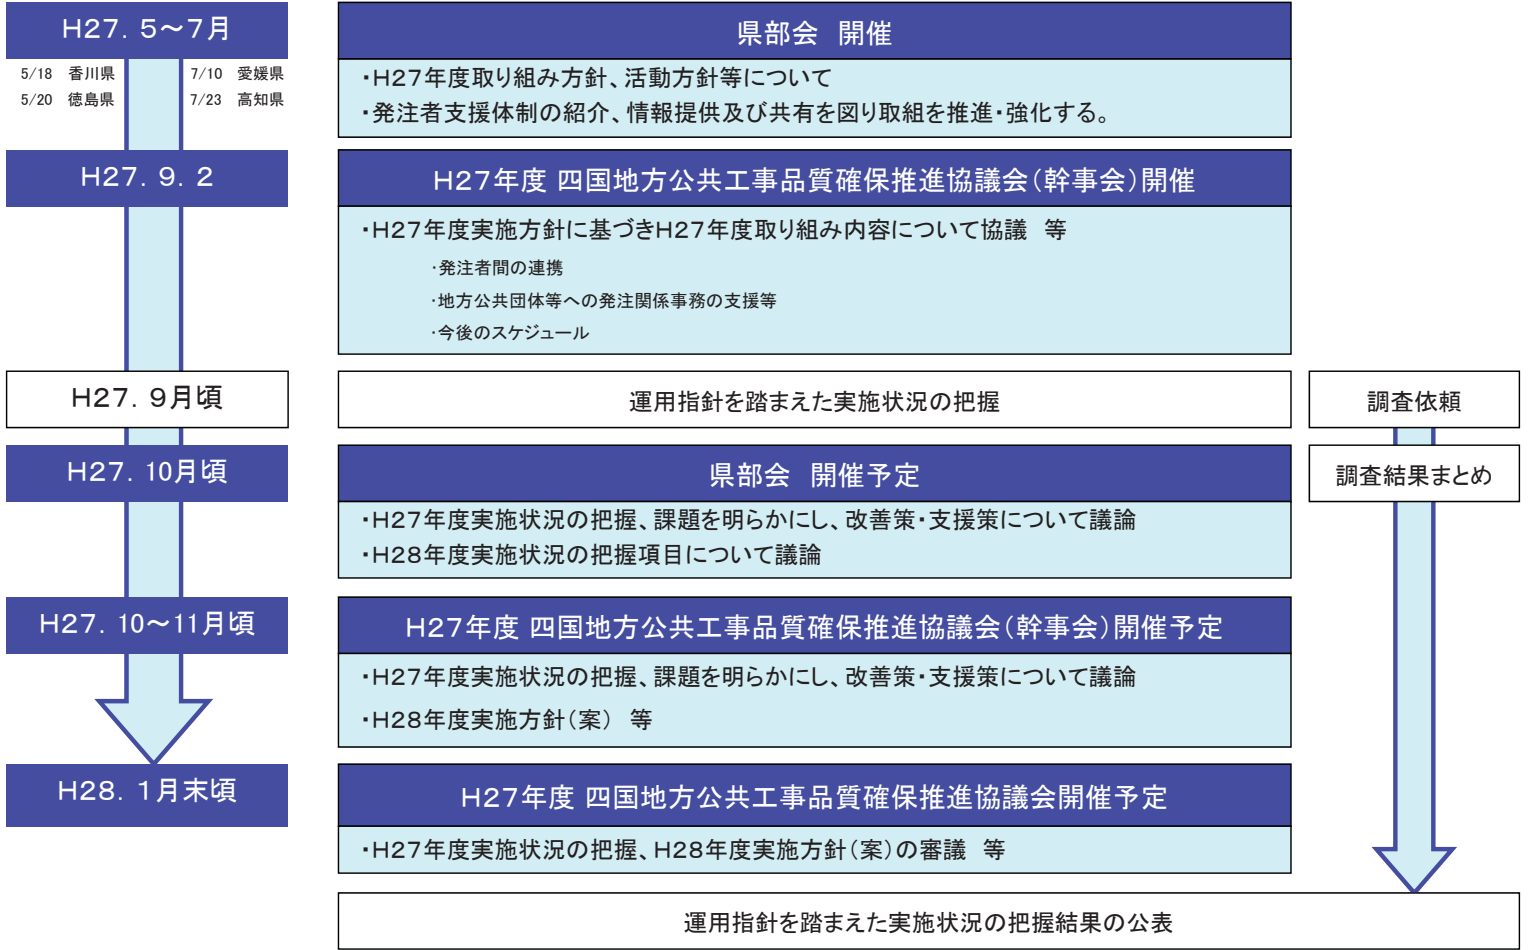 H27. 5～7月
県部会　開催
5/18　香川県　7/10　愛媛県
5/20　徳島県　7/23　高知県
・H27年度取り組み方針、活動方針等について
・発注者支援体制の紹介、情報提供及び共有を図り取組を推進・強化する。
H27. 9. 2
H27年度 四国地方公共工事品質確保推進協議会(幹事会)開催
・H27年度実施方針に基づきH27年度取り組み内容について協議　等
・発注者間の連携
・地方公共団体等への発注関係事務の支援等
・今後のスケジュール
H27. 9月頃
運用指針を踏まえた実施状況の把握
調査依頼
H27. 10月頃
県部会　開催予定
調査結果まとめ
・H27年度実施状況の把握、課題を明らかにし、改善策・支援策について議論
・H28年度実施状況の把握項目について議論
H27. 10～11月頃
H27年度 四国地方公共工事品質確保推進協議会(幹事会)開催予定
・H27年度実施状況の把握、課題を明らかにし、改善策・支援策について議論
・H28年度実施方針(案)　等
H28. 1月末頃
H27年度 四国地方公共工事品質確保推進協議会開催予定
・H27年度実施状況の把握、H28年度実施方針(案)の審議　等
運用指針を踏まえた実施状況の把握結果の公表